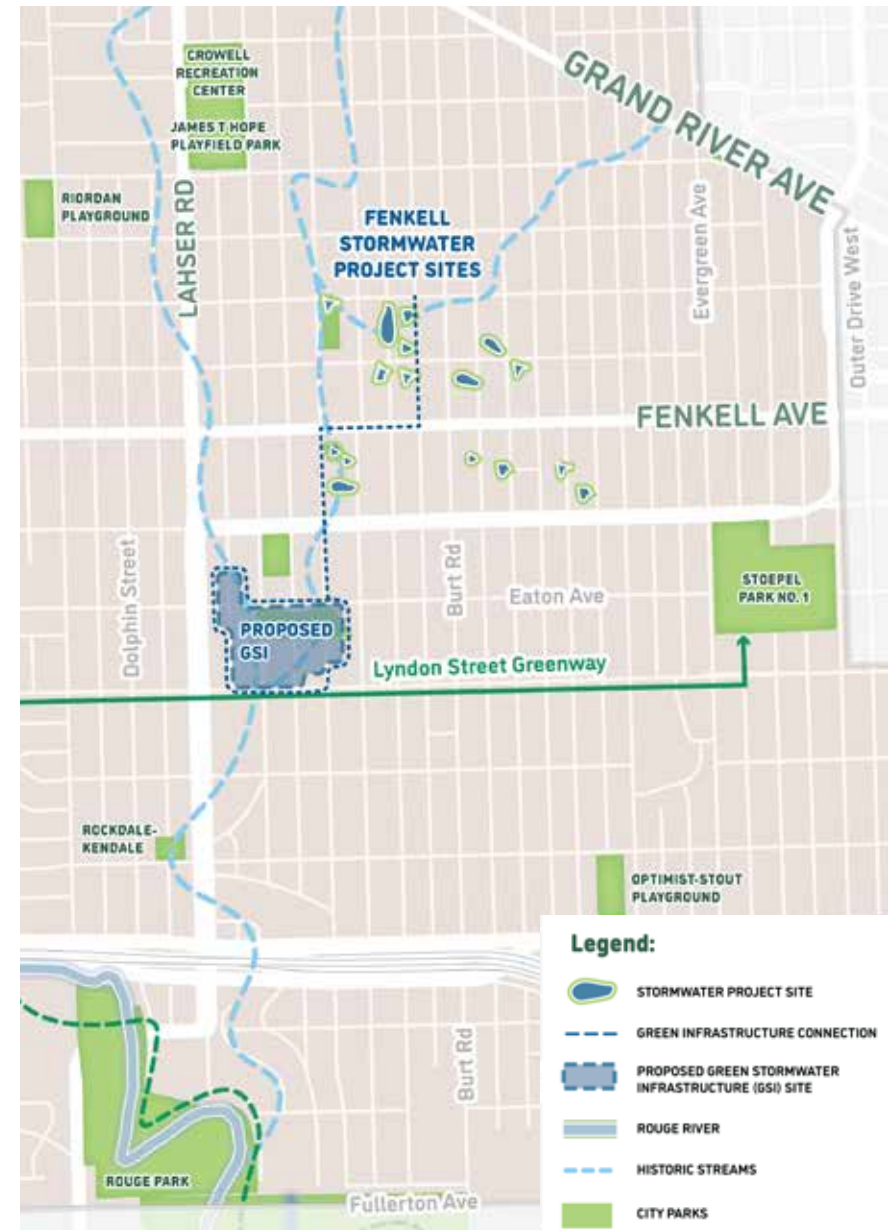 CROWELL
RECREATION
CENTER
JAMES T HOPE
PLAYFIELD PARK
GRAND RIVER AVE
RIORDAN
PLAYGROUND
LAHSER RD
FENKELL
STORMWATER
PROJECT SITES
Evergreen Ave
Outer Drive West
FENKELL AVE
Dolphin Street
Burt Rd
Eaton Ave
STOEPEL
PARK NO. 1
PROPOSED
GSI
Lyndon Street Greenway
ROCKDALE-
KENDALE
OPTIMIST-STOUT
PLAYGROUND
Burt Rd
ROUGE PARK
Fullerton Ave
Legend:
STORMWATER PROJECT SITE
GREEN INFRASTRUCTURE CONNECTION
PROPOSED GREEN STORMWATER
INFRASTRUCTURE (GSI) SITE
ROUGE RIVER
HISTORIC STREAMS
CITY PARKS